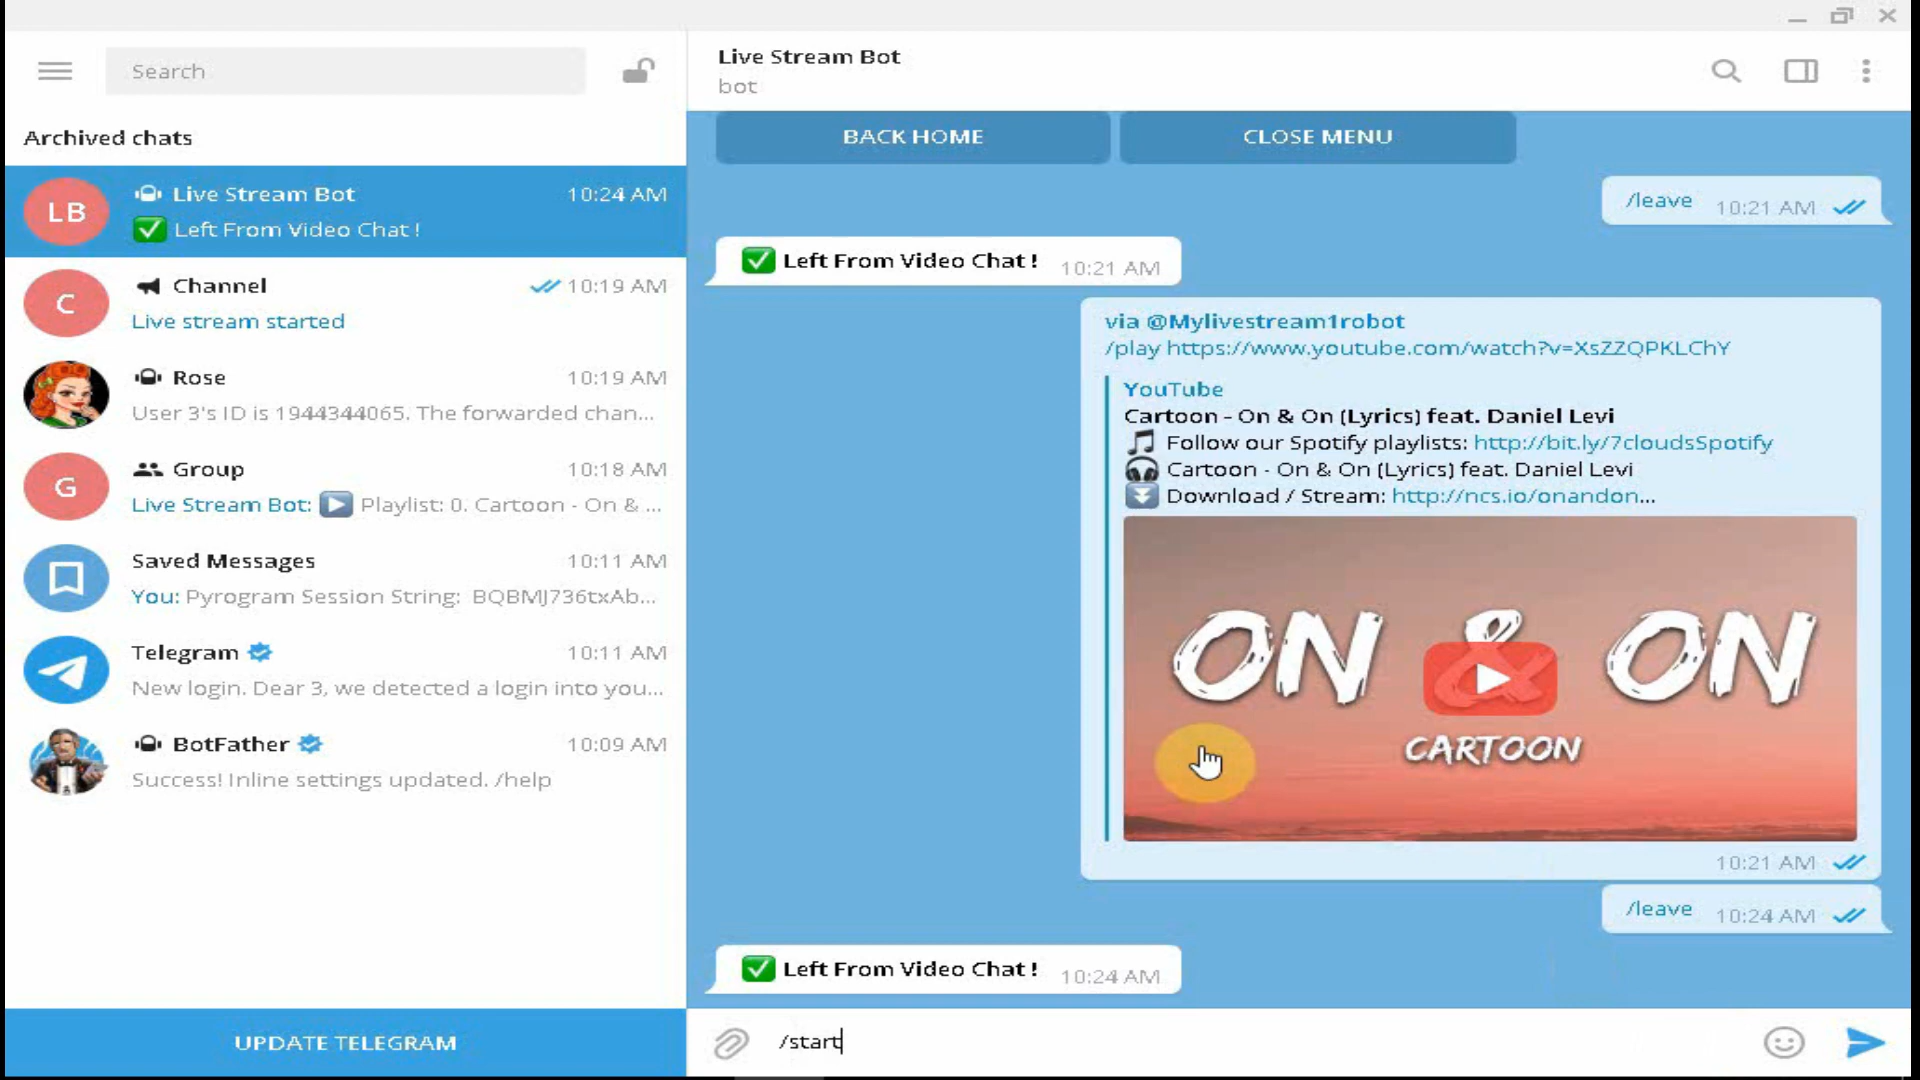 Search
Archived chats
LB
Live Stream Bot 10:24 AM
✅ Left From Video Chat !
C
Channel 10:19 AM
Live stream started
Rose 10:19 AM
User 3's ID is 1944344065. The forwarded chan...
G
Group 10:18 AM
Live Stream Bot: ▶️ Playlist: 0. Cartoon - On & ...
Saved Messages 10:11 AM
You: Pyrogram Session String: BQBMJ736txAb...
Telegram 10:11 AM
New login. Dear 3, we detected a login into you...
BotFather 10:09 AM
Success! Inline settings updated. /help
UPDATE TELEGRAM
Live Stream Bot
bot
BACK HOME CLOSE MENU
/leave 10:21 AM
✅ Left From Video Chat ! 10:21 AM
via @Mylivestream1robot
/play https://www.youtube.com/watch?v=XsZZQPKLChY
YouTube
Cartoon - On & On (Lyrics) feat. Daniel Levi
🎵 Follow our Spotify playlists: http://bit.ly/7cloudsSpotify
🎧 Cartoon - On & On (Lyrics) feat. Daniel Levi
⏬ Download / Stream: http://ncs.io/onandon...
ON & ON
CARTOON
10:21 AM
/leave 10:24 AM
✅ Left From Video Chat ! 10:24 AM
/start